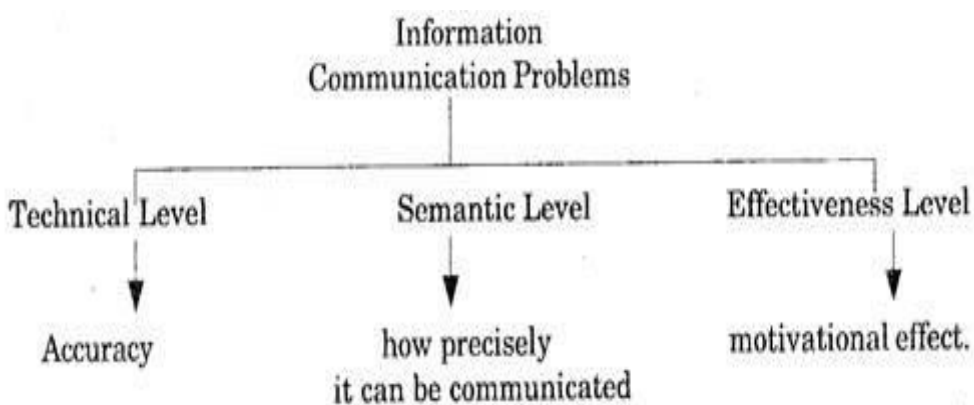 Information
Communication Problems
Technical Level
Semantic Level
Effectiveness Level
Accuracy
how precisely
it can be communicated
motivational effect.